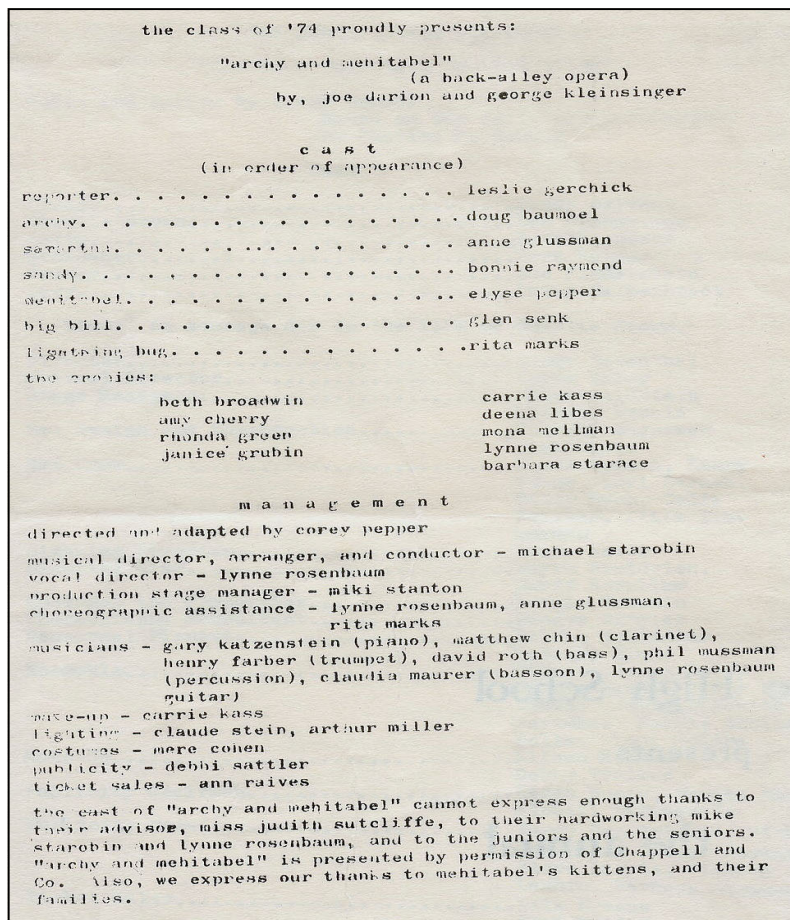 the class of '74 proudly presents:
"archy and mehitabel"
(a back-alley opera)
by, joe darion and george kleinsinger
c a s t
(in order of appearance)
reporter. . . . . . . . . . . . . . . . . leslie gerchick
archy. . . . . . . . . . . . . . . . . . doug baumoel
. . . . . . . . . . . . . . . . . anne glussman
sandy. . . . . . . . . . . . . . . . . . bonnie raymond
mehitabel. . . . . . . . . . . . . . . . elyse pepper
big bill. . . . . . . . . . . . . . . . . glen senk
lightning bug. . . . . . . . . . . . . . rita marks
the cronies:
beth broadwin carrie kass
amy cherry deena libes
rhonda green mona mellman
janice grubin lynne rosenbaum
barbara starace
m a n a g e m e n t
directed and adapted by corey pepper
musical director, arranger, and conductor - michael starobin
vocal director - lynne rosenbaum
production stage manager - miki stanton
choreographic assistance - lynne rosenbaum, anne glussman,
rita marks
musicians - gary katzenstein (piano), matthew chin (clarinet),
henry farber (trumpet), david roth (bass), phil mussman
(percussion), claudia maurer (bassoon), lynne rosenbaum
guitar)
make-up - carrie kass
lighting - claude stein, arthur miller
costumes - mere cohen
publicity - debbi sattler
ticket sales - ann raives
the cast of "archy and mehitabel" cannot express enough thanks to
their advisor, miss judith sutcliffe, to their hardworking mike
starobin and lynne rosenbaum, and to the juniors and the seniors.
"archy and mehitabel" is presented by permission of Chappell and
Co. Also, we express our thanks to mehitabel's kittens, and their
families.